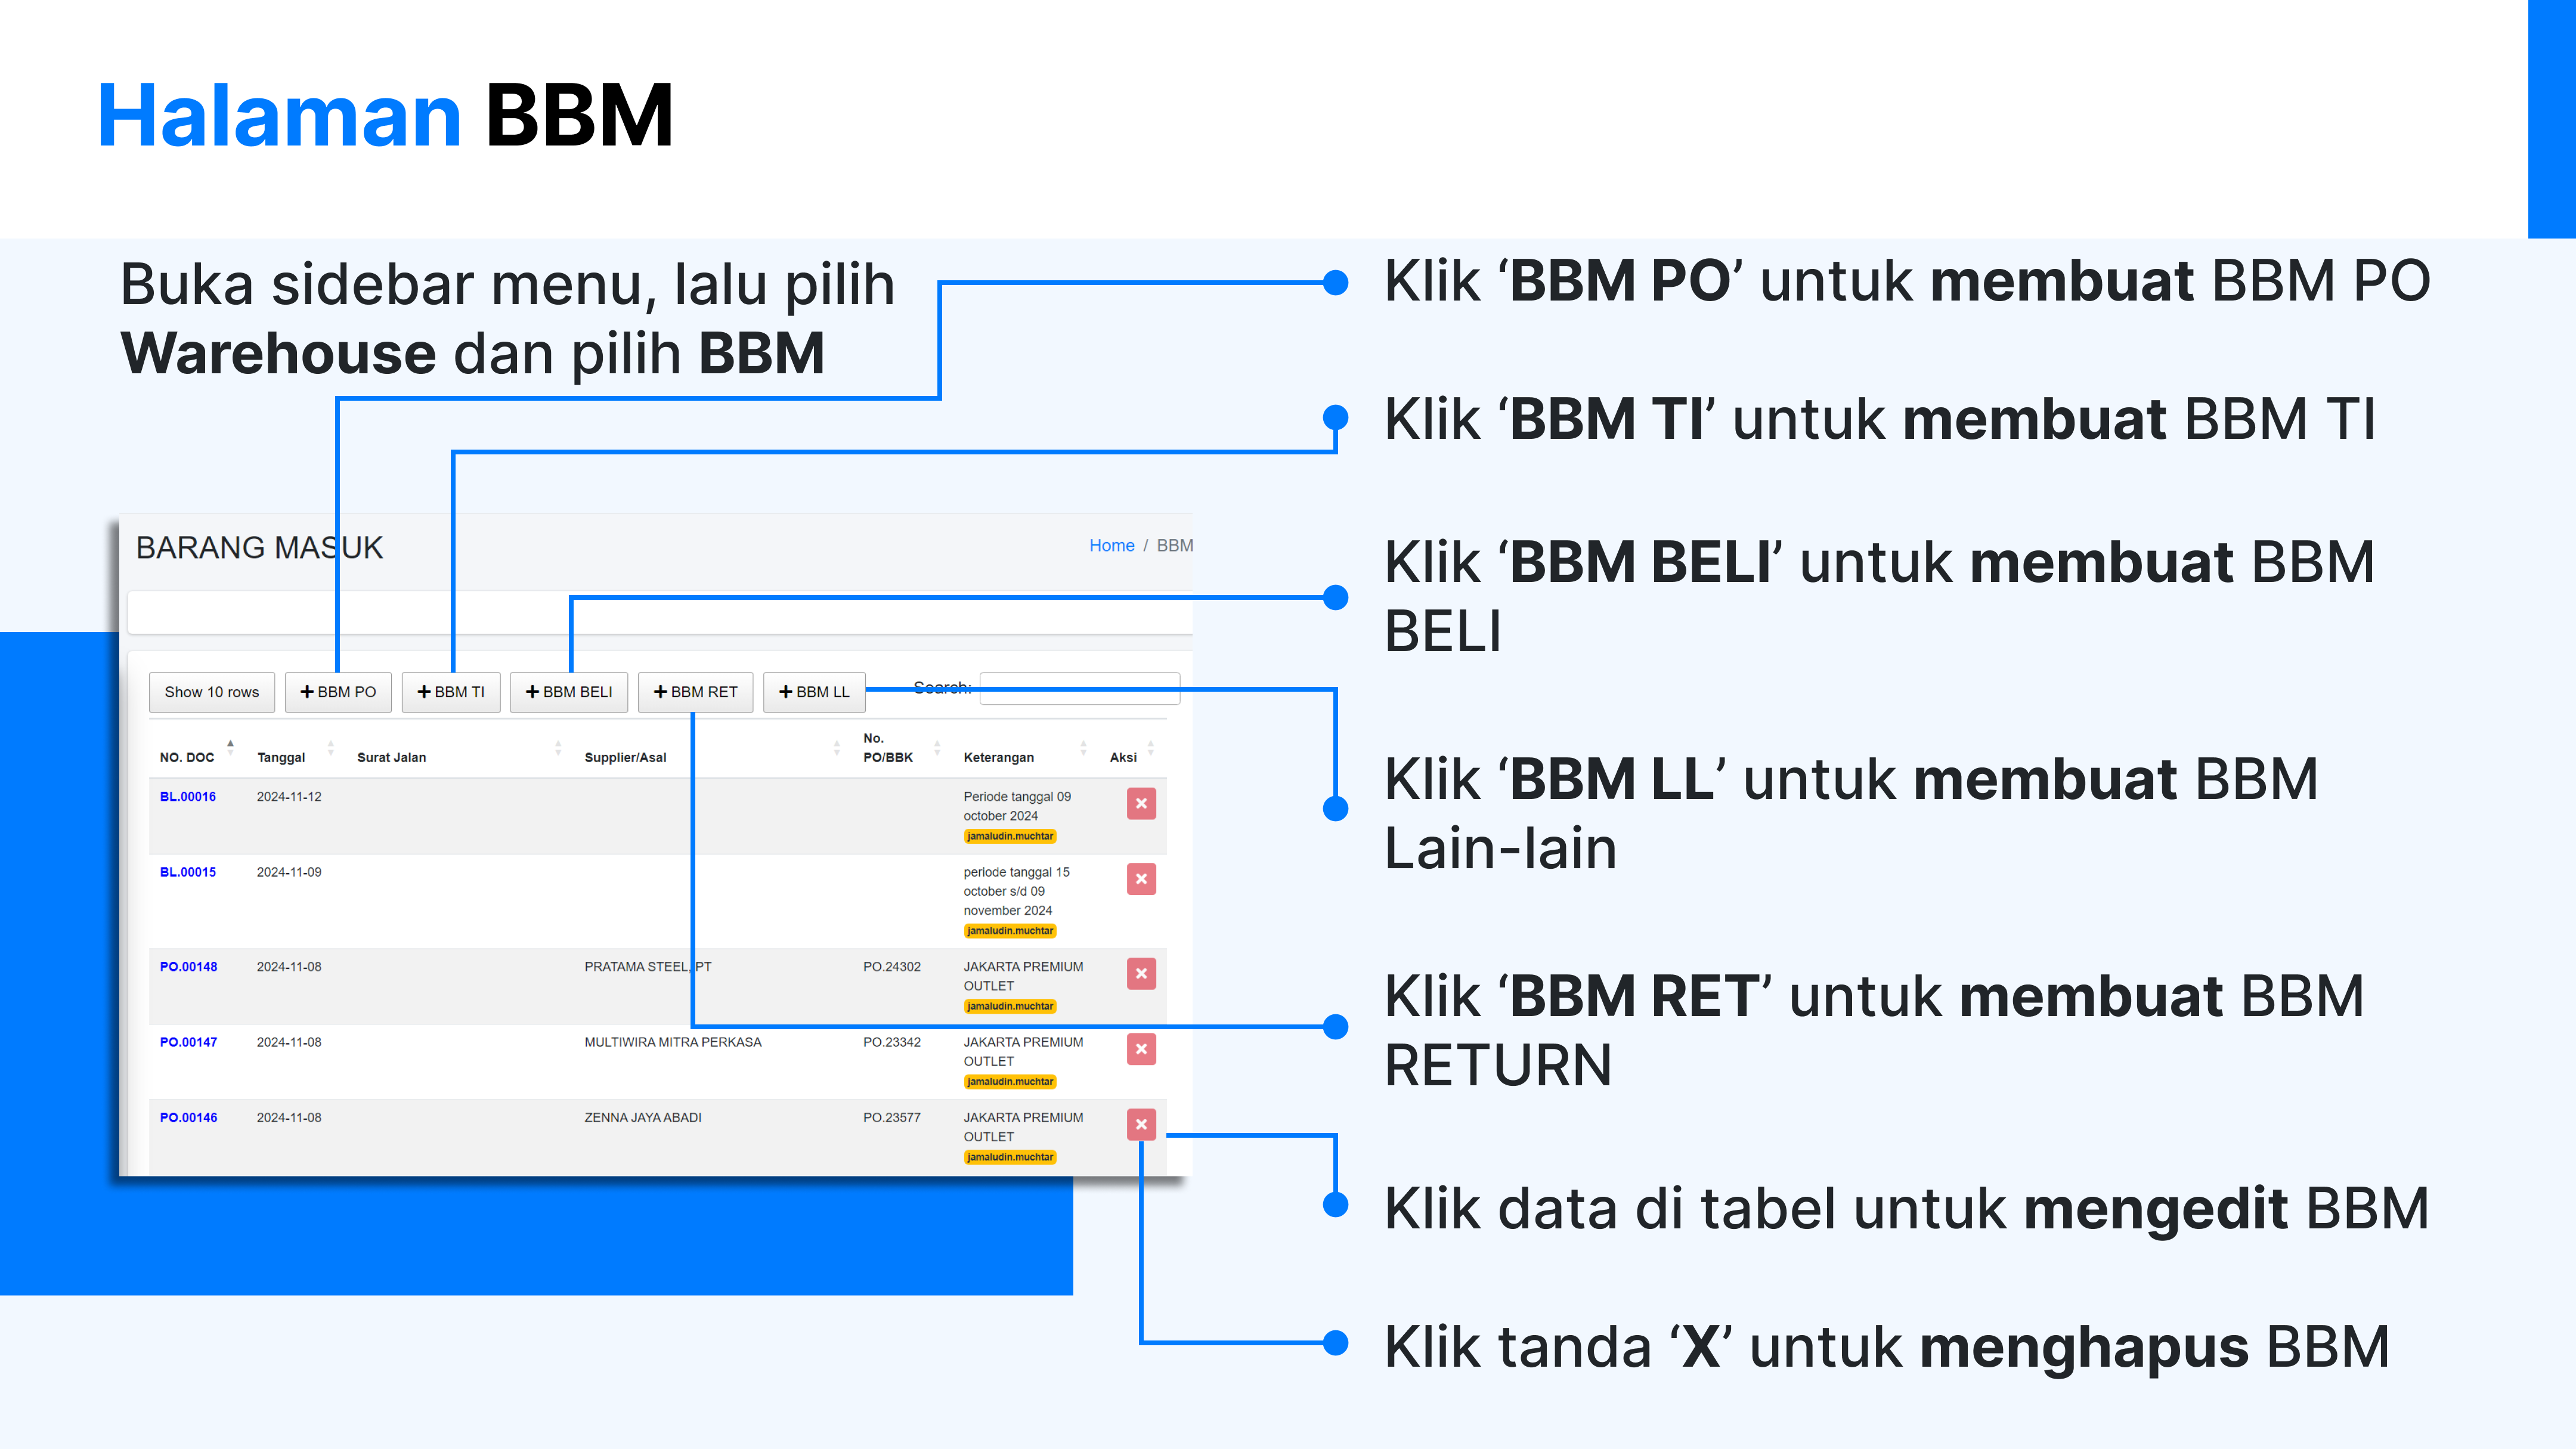 Halaman BBM
Buka sidebar menu, lalu pilih
Warehouse dan pilih BBM
BARANG MASUK
Home / BBM
Show 10 rows
BBM PO
BBM TI
BBM BELI
BBM RET
BBM LL
Search:
NO. DOC Tanggal Surat Jalan Supplier/Asal No. PO/BBK Keterangan Aksi
BL.00016 2024-11-12 Periode tanggal 09
october 2024
jamaludin.muchtar
BL.00015 2024-11-09 periode tanggal 15
october s/d 09
november 2024
jamaludin.muchtar
PO.00148 2024-11-08 PRATAMA STEEL, PT PO.24302 JAKARTA PREMIUM
OUTLET
jamaludin.muchtar
PO.00147 2024-11-08 MULTIWIRA MITRA PERKASA PO.23342 JAKARTA PREMIUM
OUTLET
jamaludin.muchtar
PO.00146 2024-11-08 ZENNA JAYA ABADI PO.23577 JAKARTA PREMIUM
OUTLET
jamaludin.muchtar
Klik ‘BBM PO’ untuk membuat BBM PO
Klik ‘BBM TI’ untuk membuat BBM TI
Klik ‘BBM BELI’ untuk membuat BBM
BELI
Klik ‘BBM LL’ untuk membuat BBM
Lain-lain
Klik ‘BBM RET’ untuk membuat BBM
RETURN
Klik data di tabel untuk mengedit BBM
Klik tanda ‘X’ untuk menghapus BBM